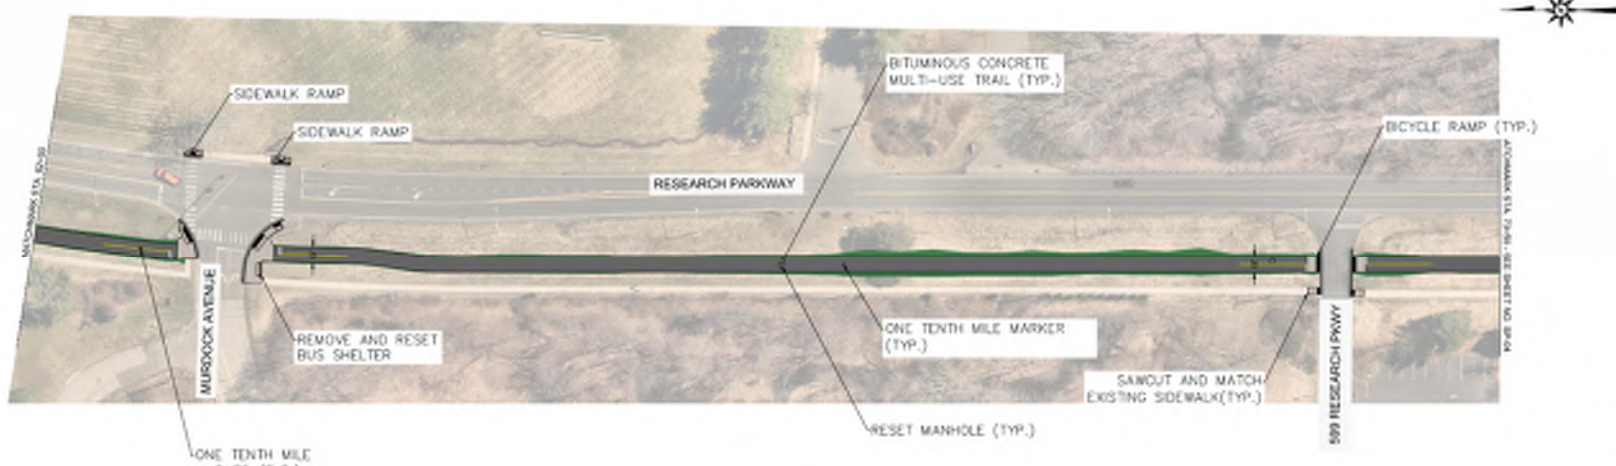 SIDEWALK RAMP
SIDEWALK RAMP
BITUMINOUS CONCRETE
MULTI-USE TRAIL (TYP.)
BICYCLE RAMP (TYP.)
RESEARCH PARKWAY
MURDOCK AVENUE
REMOVE AND RESET
BUS SHELTER
ONE TENTH MILE MARKER
(TYP.)
SAWCUT AND MATCH
EXISTING SIDEWALK(TYP.)
599 RESEARCH PKWY
RESET MANHOLE (TYP.)
ONE TENTH MILE